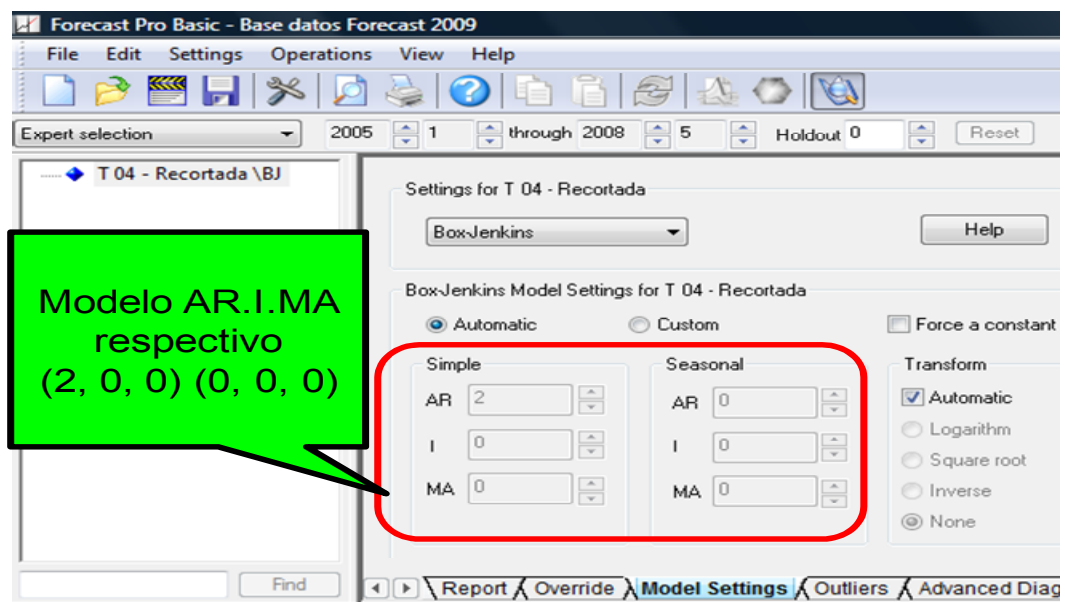 Forecast Pro Basic - Base datos Forecast 2009
File Edit Settings Operations View Help
Expert selection 2005 1 through 2008 5 Holdout 0 Reset
T 04 - Recortada \BJ
Modelo AR.I.MA
respectivo
(2, 0, 0) (0, 0, 0)
Find
Settings for T 04 - Recortada
Box-Jenkins Help
Box-Jenkins Model Settings for T 04 - Recortada
Automatic Custom Force a constant
Simple Seasonal Transform
AR 2 AR 0 Automatic
Logarithm
I 0 I 0
Square root
MA 0 MA 0 Inverse
None
Report Override Model Settings Outliers Advanced Diag